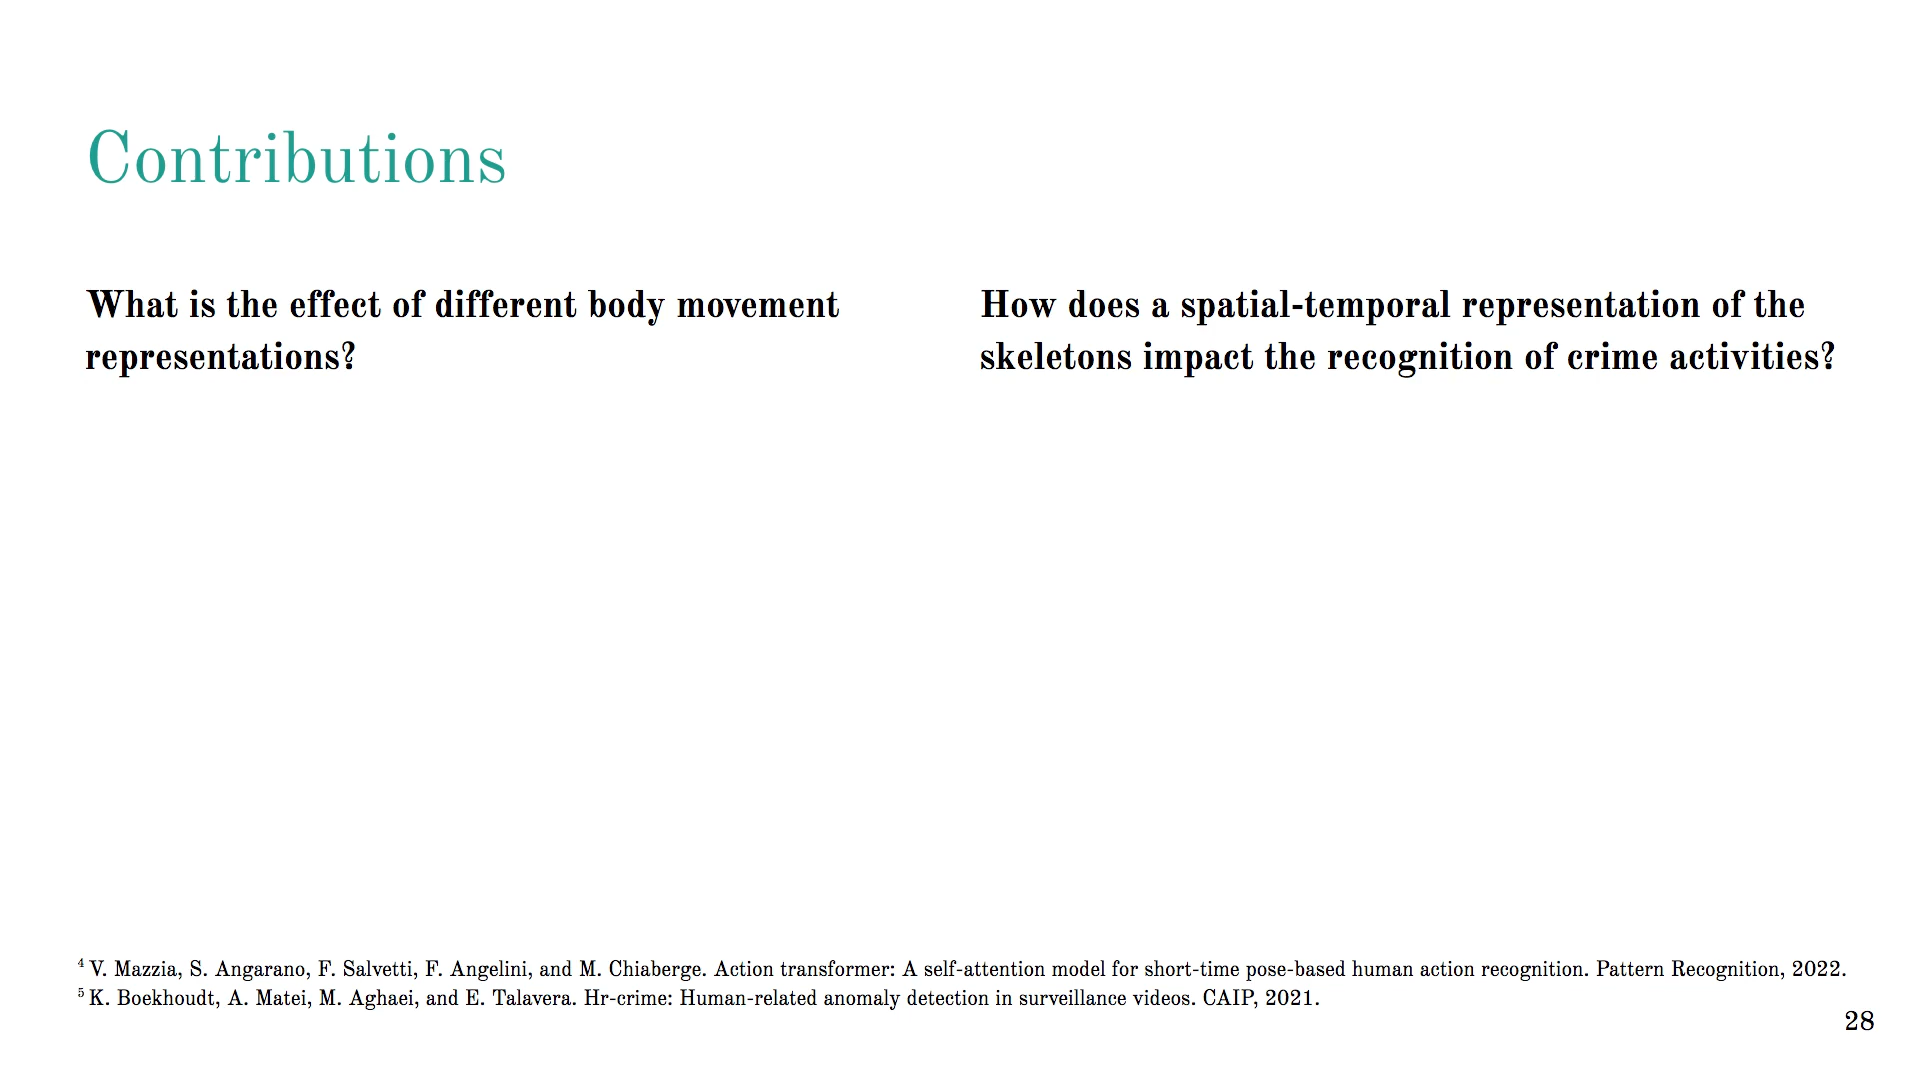 Contributions
What is the effect of different body movement
representations?
How does a spatial-temporal representation of the
skeletons impact the recognition of crime activities?
⁴ V. Mazzia, S. Angarano, F. Salvetti, F. Angelini, and M. Chiaberge. Action transformer: A self-attention model for short-time pose-based human action recognition. Pattern Recognition, 2022.
⁵ K. Boekhoudt, A. Matei, M. Aghaei, and E. Talavera. Hr-crime: Human-related anomaly detection in surveillance videos. CAIP, 2021.
28